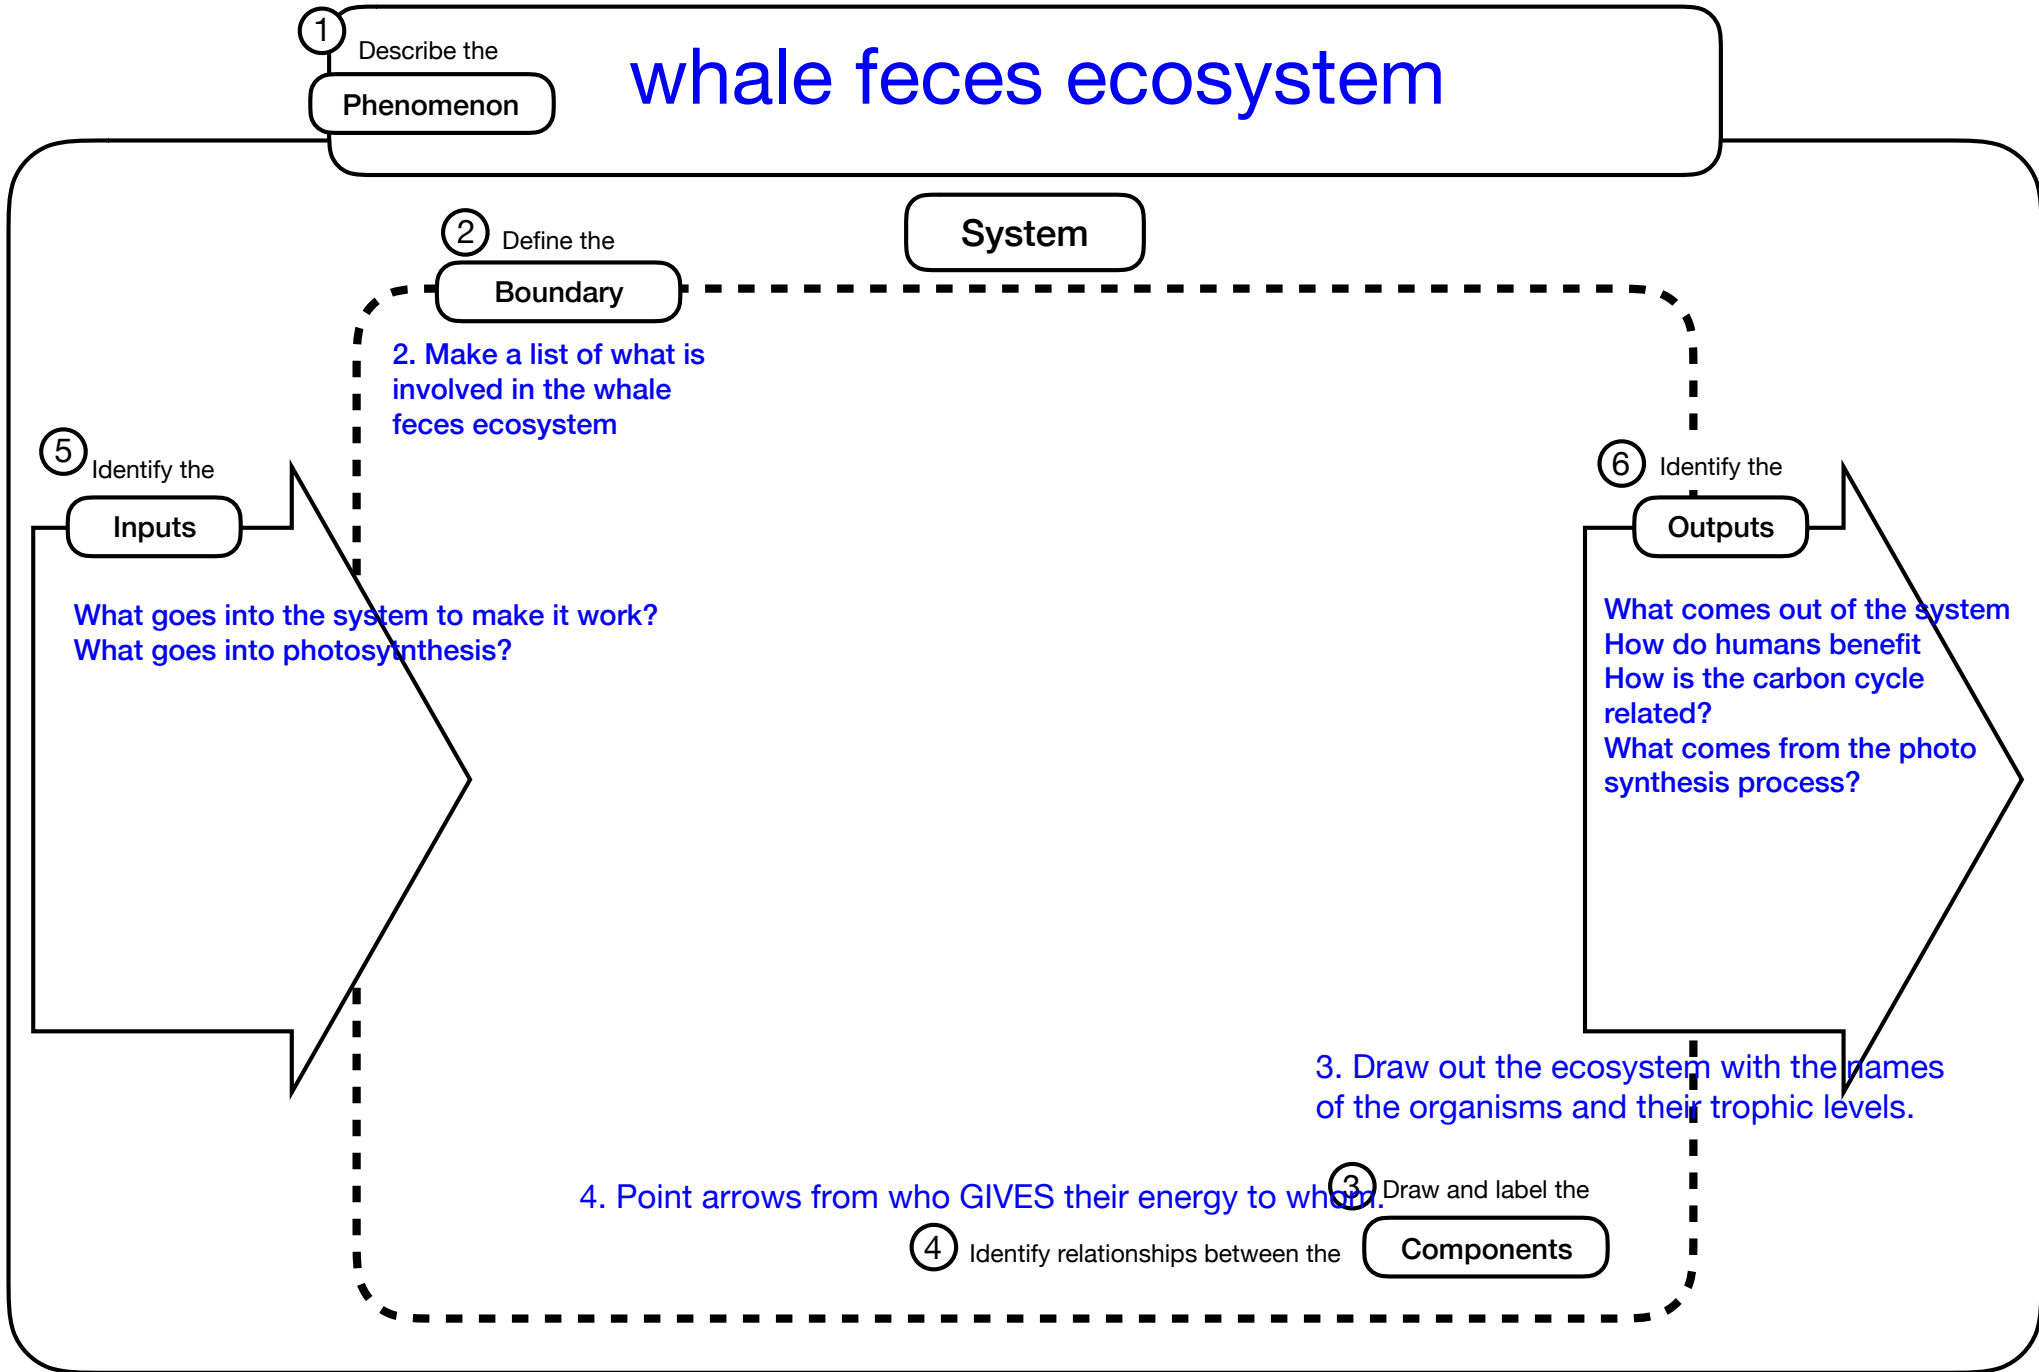 1
Describe the
Phenomenon
whale feces ecosystem
System
2
Define the
Boundary
2. Make a list of what is
involved in the whale
feces ecosystem
5
Identify the
Inputs
What goes into the system to make it work?
What goes into photosytnthesis?
6
Identify the
Outputs
What comes out of the system
How do humans benefit
How is the carbon cycle
related?
What comes from the photo
synthesis process?
3. Draw out the ecosystem with the names
of the organisms and their trophic levels.
4. Point arrows from who GIVES their energy to whom.
3
Draw and label the
4
Identify relationships between the
Components